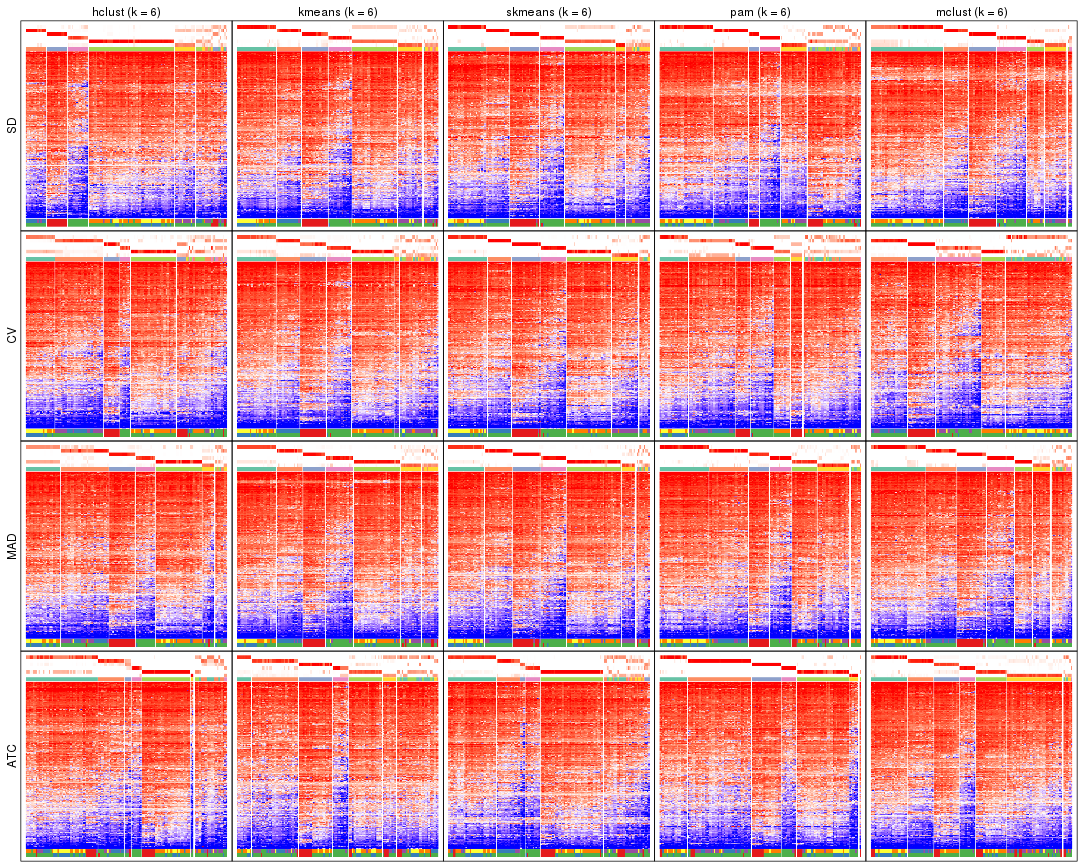 hclust (k = 6)
kmeans (k = 6)
skmeans (k = 6)
pam (k = 6)
mclust (k = 6)
SD
CV
MAD
ATC